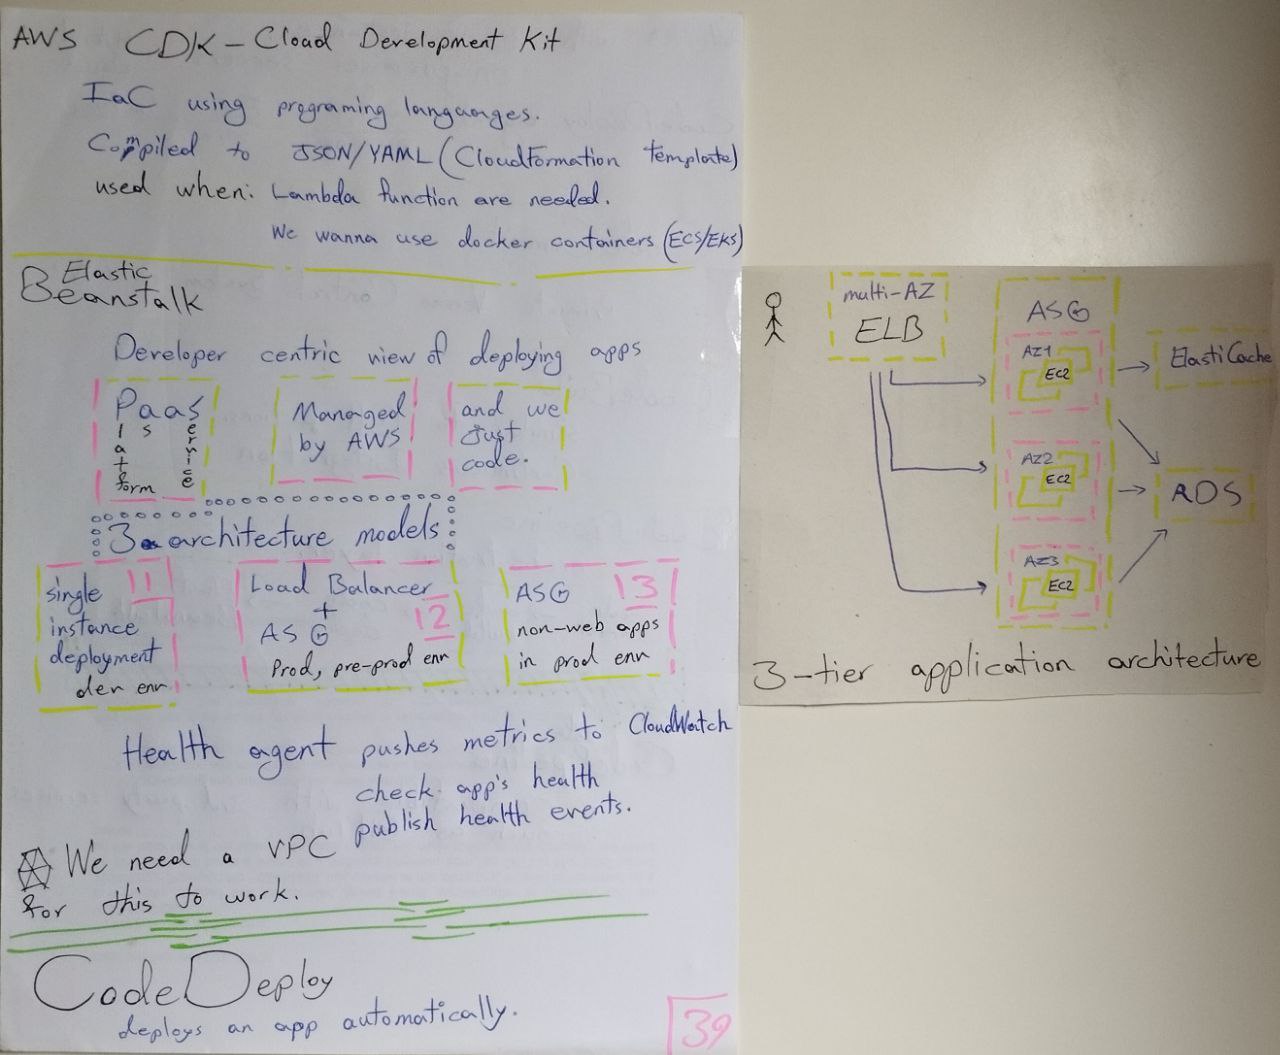 AWS CDK - Cloud Development Kit
IaC using programing languages.
Compiled to JSON/YAML (CloudFormation template)
used when: Lambda function are needed.
We wanna use docker containers (ECS/EKS)
Elastic
Beanstalk
Developer centric view of deploying apps
PaaS
Platform
as
Service
Managed
by AWS
and we
Just
code.
3 architecture models
single
instance
deployment
dev env
1
Load Balancer
+
ASG
2
Prod, pre-prod env
ASG
3
non-web apps
in prod env
Health agent pushes metrics to CloudWatch
check app's health
publish health events.
We need a VPC
for this to work.
CodeDeploy
deploys an app automatically.
39
multi-AZ
ELB
ASG
AZ1
EC2
AZ2
EC2
AZ3
EC2
ElastiCache
RDS
3-tier application architecture